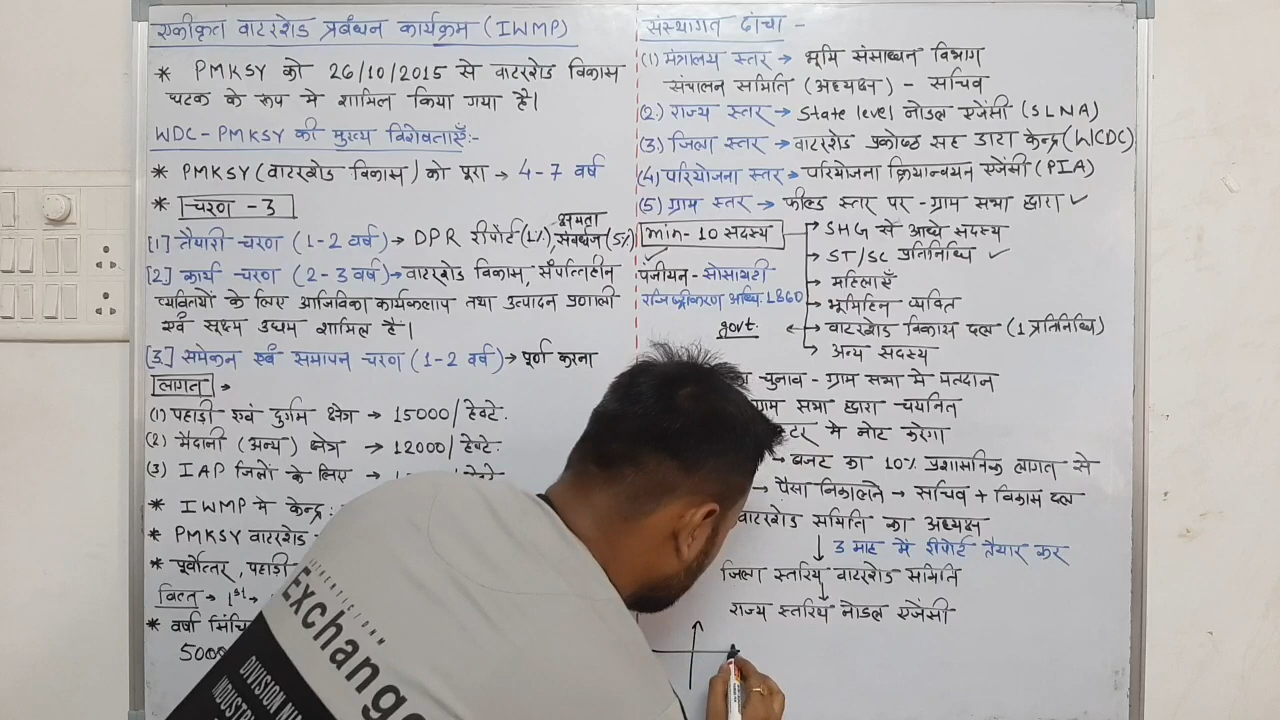 एकीकृत वाटरशेड प्रबंधन कार्यक्रम (IWMP)
* PMKSY को 26/10/2015 से वाटरशेड विकास
घटक के रूप मे शामिल किया गया है।
WDC-PMKSY की मुख्य विशेषताएँ:-
* PMKSY (वाटरशेड विकास) को पूरा → 4-7 वर्ष
* चरण - 3
[1] तैयारी चरण (1-2 वर्ष) → DPR रीपोर्ट (1%), क्षमता संवर्धन (5%)
[2] कार्य चरण (2-3 वर्ष) → वाटरशेड विकास, संपत्तिहीन
व्यक्तियों के लिए आजिविका कार्यकलाप तथा उत्पादन प्रणाली
एवं सूक्ष्म उद्यम शामिल है।
[3] समेकन एवं समापन चरण (1-2 वर्ष) → पूर्ण करना
लागत →
(1) पहाड़ी एवं दुर्गम क्षेत्र → 15000/हेक्टे.
(2) मैदानी (अन्य) क्षेत्र → 12000/हेक्टे.
(3) IAP जिलों के लिए →
* IWMP मे केन्द्र :
* PMKSY वाटरशेड
* पूर्वोत्तर, पहाड़ी
वित्त → 1st →
* वर्षा सिंचि
संस्थागत ढांचा -
(1) मंत्रालय स्तर → भूमि संसाधन विभाग
संचालन समिति (अध्यक्ष) - सचिव
(2) राज्य स्तर → State level नोडल एजेंसी (SLNA)
(3) जिला स्तर → वाटरशेड प्रकोष्ठ सह डाटा केन्द्र (WCDC)
(4) परियोजना स्तर → परियोजना क्रियान्वयन एजेंसी (PIA)
(5) ग्राम स्तर → फील्ड स्तर पर - ग्राम सभा द्वारा ✓
min - 10 सदस्य → SHG से आधे सदस्य
→ ST/SC प्रतिनिधि ✓
पंजीयन - सोसायटी
→ महिलाएँ
रजिस्ट्रीकरण अधि. 1860
→ भूमिहिन व्यक्ति
govt. ← → वाटरशेड विकास दल (1 प्रतिनिधि)
→ अन्य सदस्य
चुनाव - ग्राम सभा मे मतदान
ग्राम सभा द्वारा चयनित
मे नोट करेगा
→ बजट का 10% प्रशासनिक लागत से
→ पैसा निकालने → सचिव + विकास दल
वाटरशेड समिति का अध्यक्ष
↓ 3 माह मे रीपोर्ट तैयार कर
जिला स्तरिय वाटरशेड समिति
↓
राज्य स्तरिय नोडल एजेंसी
Exchange
DIVISION